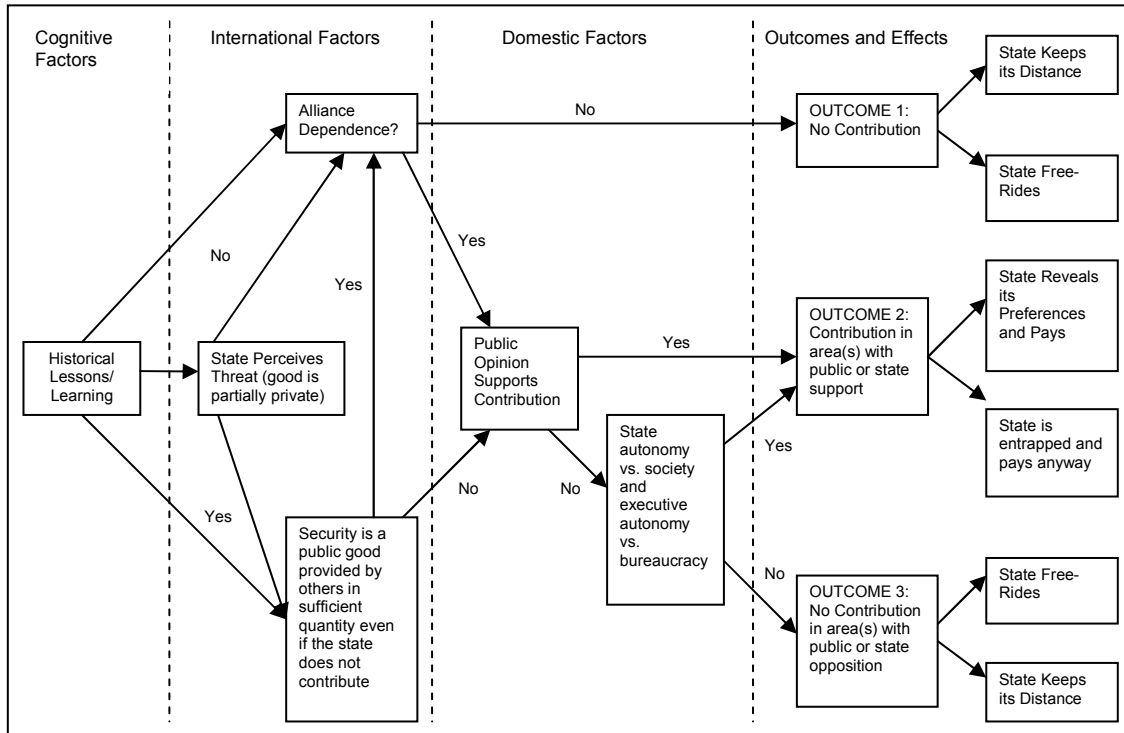 Cognitive
Factors
International Factors
Domestic Factors
Outcomes and Effects
Historical
Lessons/
Learning
Alliance
Dependence?
No
State Perceives
Threat (good is
partially private)
No
Yes
Yes
Yes
Security is a
public good
provided by
others in
sufficient
quantity even
if the state
does not
contribute
No
Public
Opinion
Supports
Contribution
Yes
No
State
autonomy
vs. society
and
executive
autonomy
vs.
bureaucracy
Yes
No
OUTCOME 1:
No Contribution
State Keeps
its Distance
State Free-
Rides
OUTCOME 2:
Contribution in
area(s) with
public or state
support
State Reveals
its
Preferences
and Pays
State is
entrapped and
pays anyway
OUTCOME 3:
No Contribution
in area(s) with
public or state
opposition
State Free-
Rides
State Keeps
its Distance